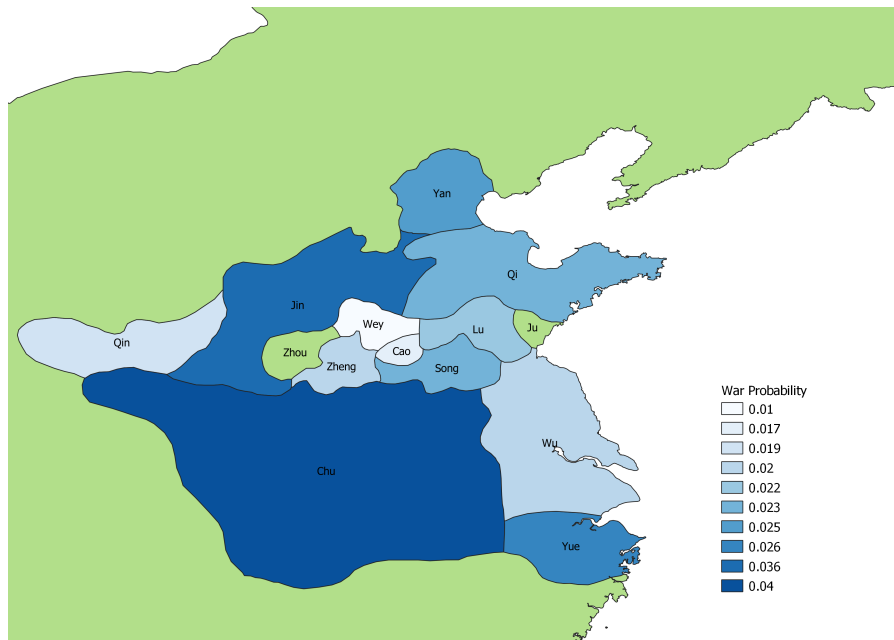 Yan
Qi
Jin
Wey
Lu
Ju
Qin
Zhou
Cao
Zheng
Song
Chu
Wu
Yue
War Probability
0.01
0.017
0.019
0.02
0.022
0.023
0.025
0.026
0.036
0.04